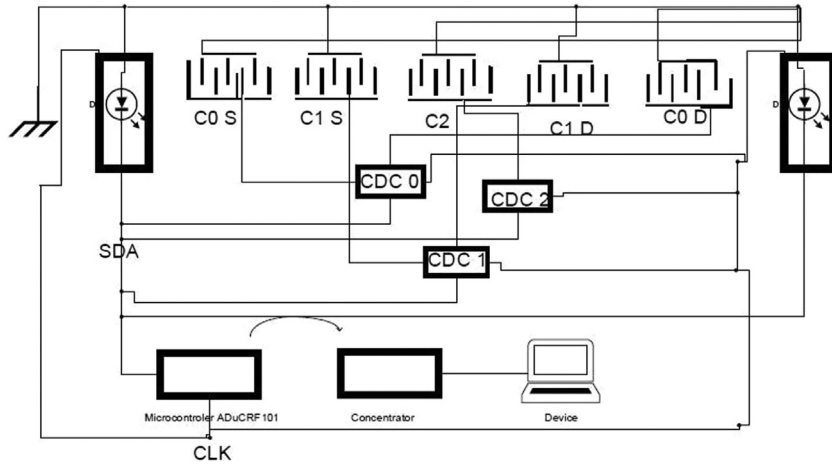 D
D
C0 S
C1 S
C2
C1 D
C0 D
CDC 0
CDC 2
SDA
CDC 1
Microcontroler ADuCRF101
Concentrator
Device
CLK